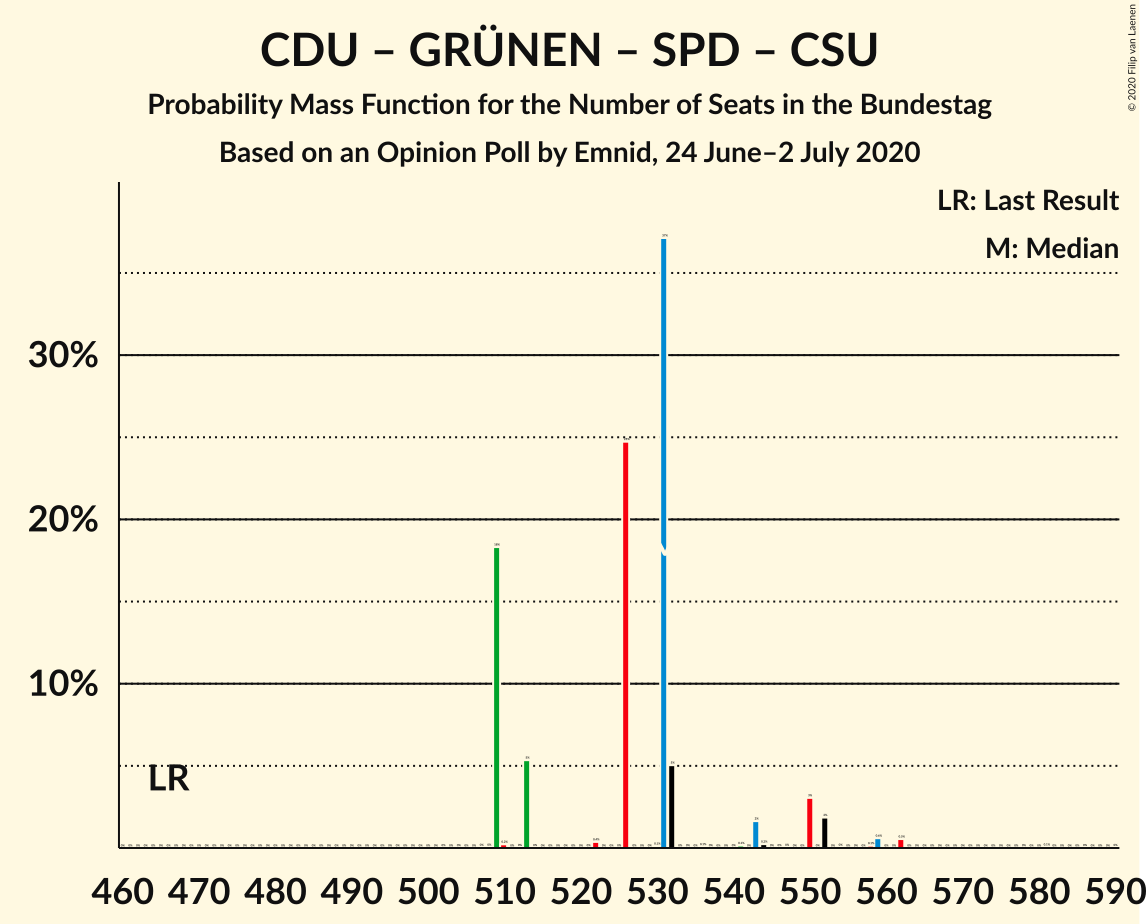 CDU – GRÜNEN – SPD – CSU
Probability Mass Function for the Number of Seats in the Bundestag
Based on an Opinion Poll by Emnid, 24 June–2 July 2020
© 2020 Filip van Laenen
LR: Last Result
M: Median
30%
20%
10%
LR
460 470 480 490 500 510 520 530 540 550 560 570 580 590